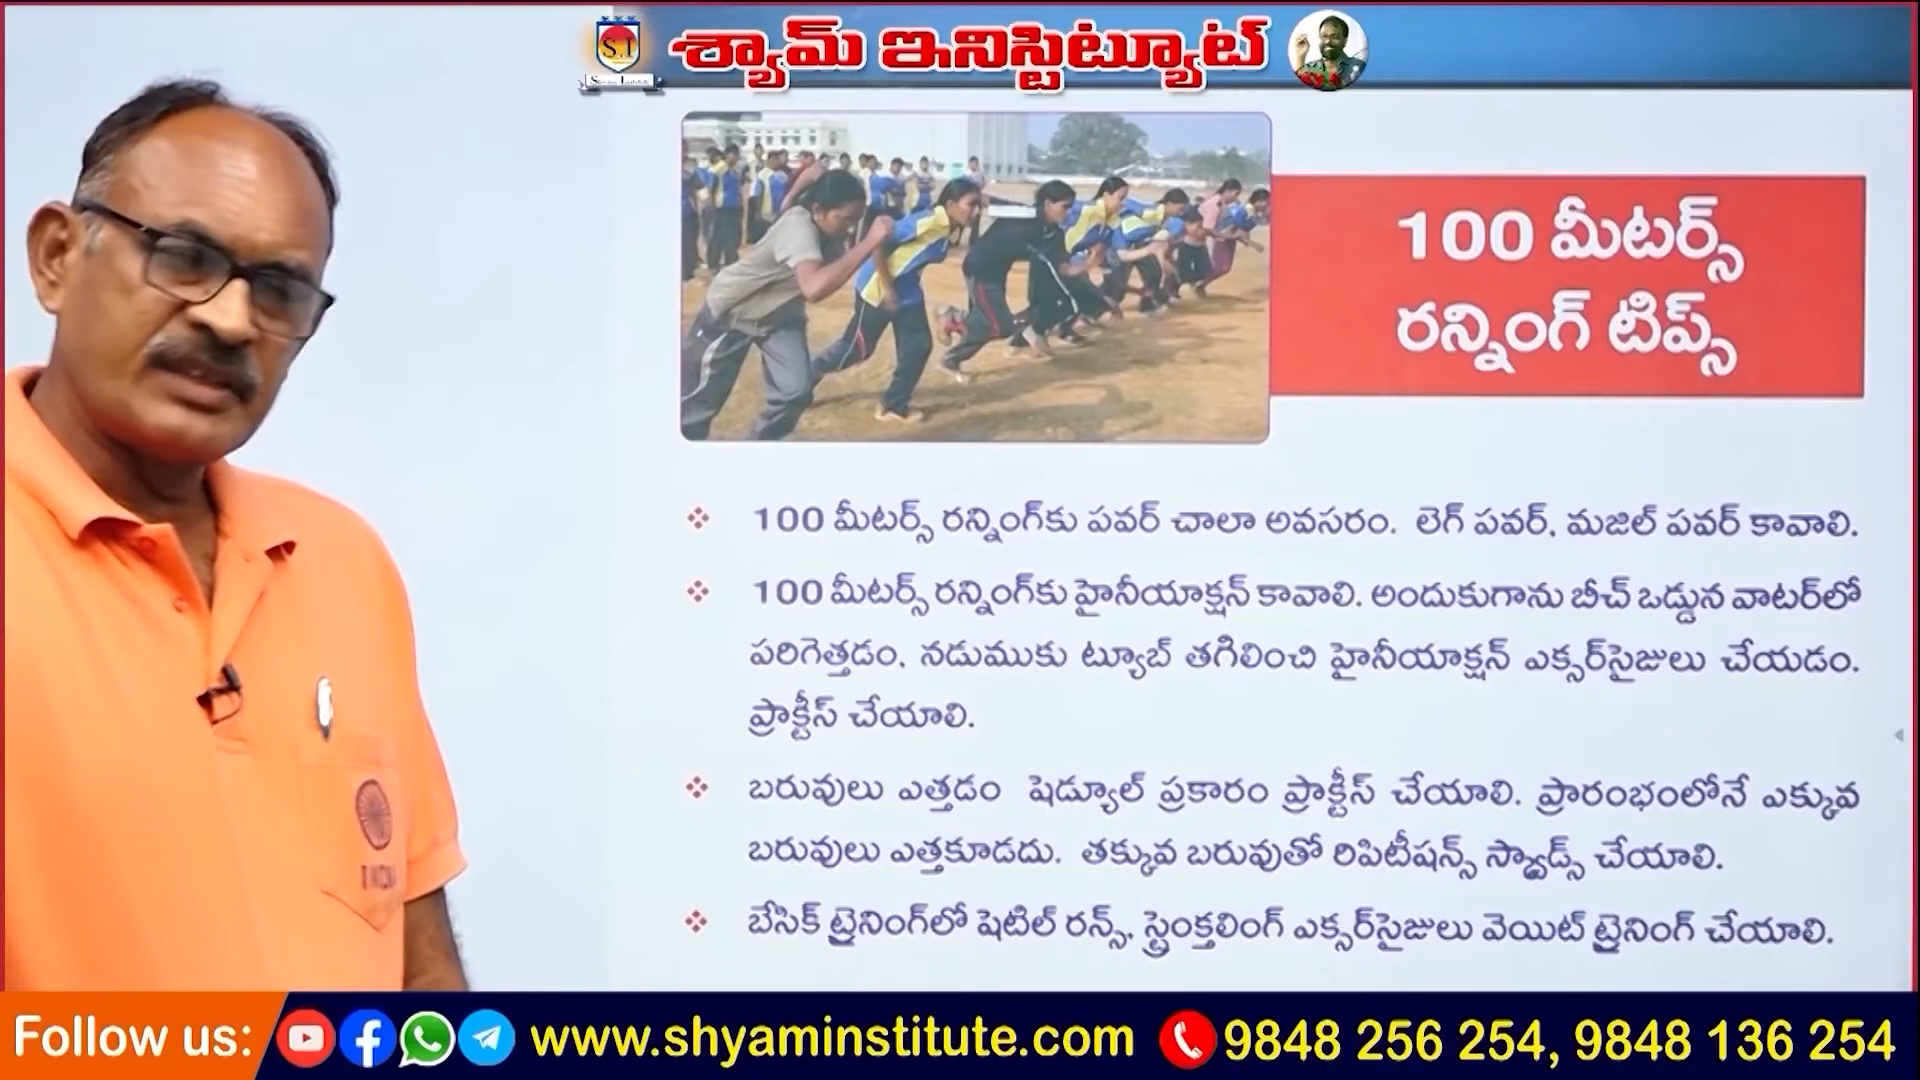 S.I
Shyam Institute
శ్యామ్ ఇనిస్టిట్యూట్
100 మీటర్స్
రన్నింగ్ టిప్స్
100 మీటర్స్ రన్నింగ్‌కు పవర్ చాలా అవసరం. లెగ్ పవర్, మజిల్ పవర్ కావాలి.
100 మీటర్స్ రన్నింగ్‌కు హైనీయాక్షన్ కావాలి. అందుకుగాను బీచ్ ఒడ్డున వాటర్‌లో
పరిగెత్తడం, నడుముకు ట్యూబ్ తగిలించి హైనీయాక్షన్ ఎక్సర్‌సైజులు చేయడం.
ప్రాక్టీస్ చేయాలి.
బరువులు ఎత్తడం షెడ్యూల్ ప్రకారం ప్రాక్టీస్ చేయాలి. ప్రారంభంలోనే ఎక్కువ
బరువులు ఎత్తకూడదు. తక్కువ బరువుతో రిపిటీషన్స్ స్క్వాడ్స్ చేయాలి.
బేసిక్ ట్రైనింగ్‌లో షెటిల్ రన్స్, స్ట్రెంక్తలింగ్ ఎక్సర్‌సైజులు వెయిట్ ట్రైనింగ్ చేయాలి.
Follow us:
www.shyaminstitute.com
9848 256 254, 9848 136 254